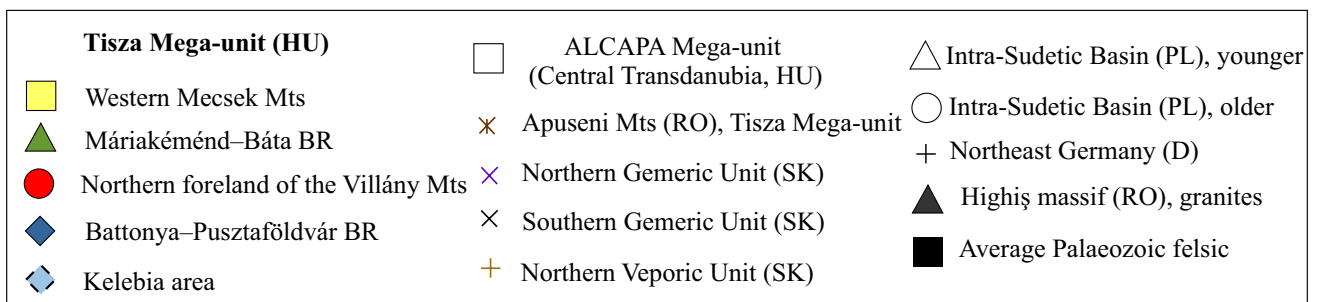 Tisza Mega-unit (HU)
Western Mecsek Mts
Máriakéménd–Báta BR
Northern foreland of the Villány Mts
Battonya–Pusztaföldvár BR
Kelebia area
ALCAPA Mega-unit
(Central Transdanubia, HU)
Apuseni Mts (RO), Tisza Mega-unit
Northern Gemeric Unit (SK)
Southern Gemeric Unit (SK)
Northern Veporic Unit (SK)
Intra-Sudetic Basin (PL), younger
Intra-Sudetic Basin (PL), older
Northeast Germany (D)
Highiş massif (RO), granites
Average Palaeozoic felsic